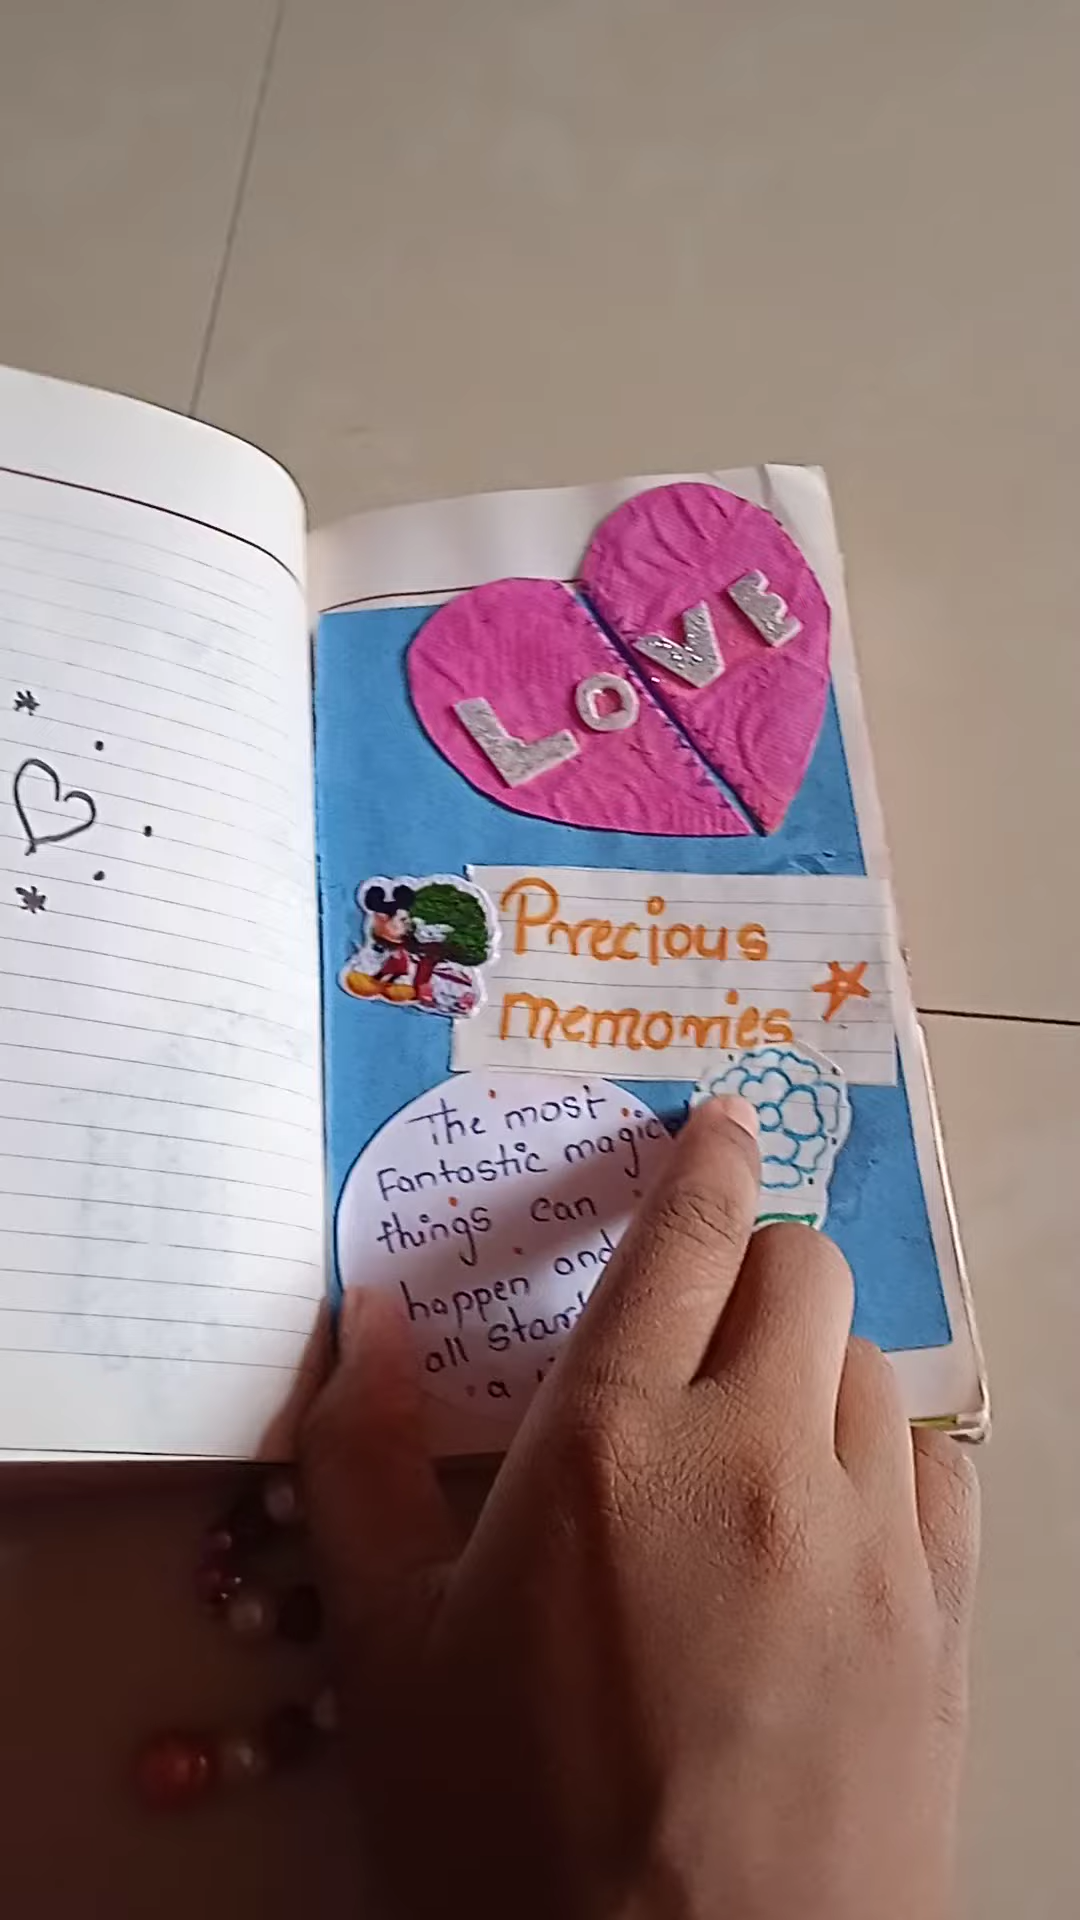 LOVE
Precious
memories
The most
Fantastic magic
things can
happen and
all start
a